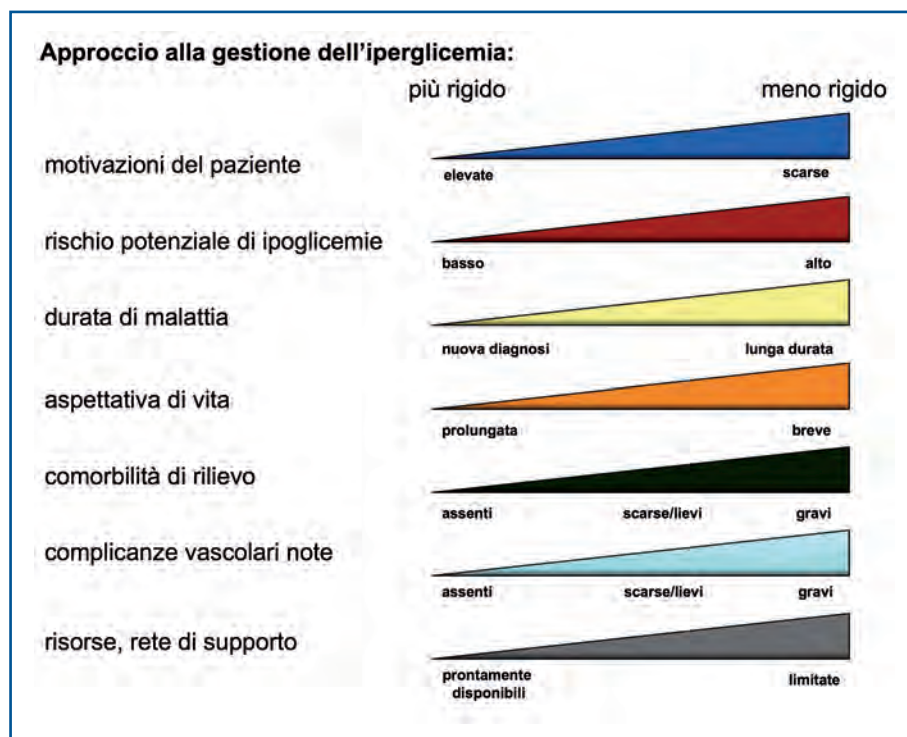 Approccio alla gestione dell'iperglicemia:
più rigido meno rigido
motivazioni del paziente
elevate scarse
rischio potenziale di ipoglicemie
basso alto
durata di malattia
nuova diagnosi lunga durata
aspettativa di vita
prolungata breve
comorbilità di rilievo
assenti scarse/lievi gravi
complicanze vascolari note
assenti scarse/lievi gravi
risorse, rete di supporto
prontamente
disponibili limitate